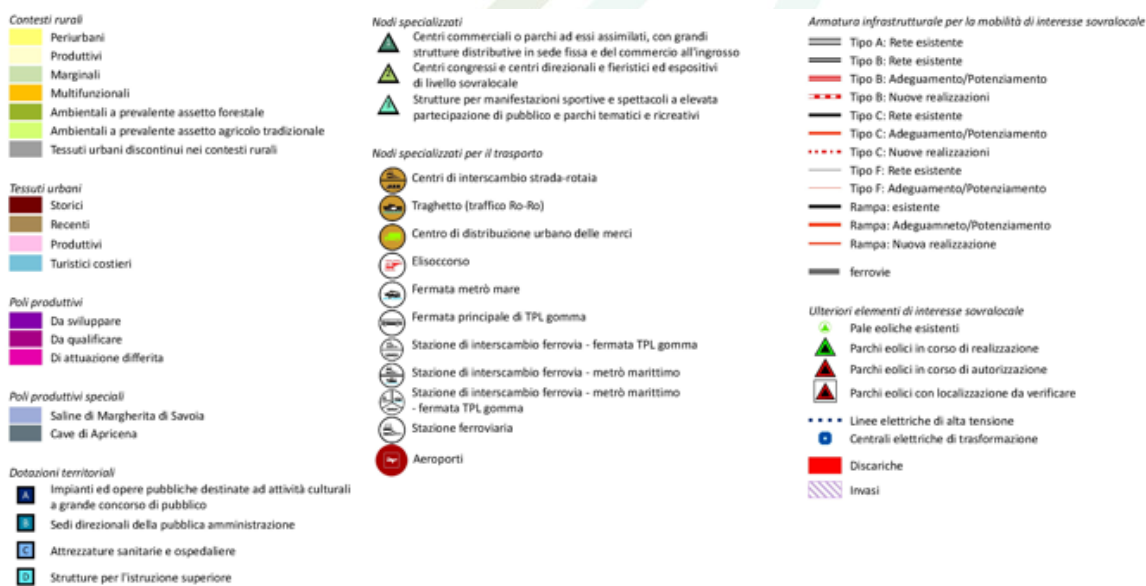 Contesti rurali
Periurbani
Produttivi
Marginali
Multifunzionali
Ambientali a prevalente assetto forestale
Ambientali a prevalente assetto agricolo tradizionale
Tessuti urbani discontinui nei contesti rurali
Tessuti urbani
Storici
Recenti
Produttivi
Turistici costieri
Poli produttivi
Da sviluppare
Da qualificare
Di attuazione differita
Poli produttivi speciali
Saline di Margherita di Savoia
Cave di Apricena
Dotazioni territoriali
A Impianti ed opere pubbliche destinate ad attività culturali
a grande concorso di pubblico
B Sedi direzionali della pubblica amministrazione
C Attrezzature sanitarie e ospedaliere
D Strutture per l'istruzione superiore
Nodi specializzati
Centri commerciali o parchi ad essi assimilati, con grandi
strutture distributive in sede fissa e del commercio all'ingrosso
Centri congressi e centri direzionali e fieristici ed espositivi
di livello sovralocale
Strutture per manifestazioni sportive e spettacoli a elevata
partecipazione di pubblico e parchi tematici e ricreativi
Nodi specializzati per il trasporto
Centri di interscambio strada-rotaia
Traghetto (traffico Ro-Ro)
Centro di distribuzione urbano delle merci
Elisoccorso
Fermata metrò mare
Fermata principale di TPL gomma
Stazione di interscambio ferrovia - fermata TPL gomma
Stazione di interscambio ferrovia - metrò marittimo
Stazione di interscambio ferrovia - metrò marittimo
- fermata TPL gomma
Stazione ferroviaria
Aeroporti
Armatura infrastrutturale per la mobilità di interesse sovralocale
Tipo A: Rete esistente
Tipo B: Rete esistente
Tipo B: Adeguamento/Potenziamento
Tipo B: Nuove realizzazioni
Tipo C: Rete esistente
Tipo C: Adeguamento/Potenziamento
Tipo C: Nuove realizzazioni
Tipo F: Rete esistente
Tipo F: Adeguamento/Potenziamento
Rampa: esistente
Rampa: Adeguamneto/Potenziamento
Rampa: Nuova realizzazione
ferrovie
Ulteriori elementi di interesse sovralocale
Pale eoliche esistenti
Parchi eolici in corso di realizzazione
Parchi eolici in corso di autorizzazione
Parchi eolici con localizzazione da verificare
Linee elettriche di alta tensione
Centrali elettriche di trasformazione
Discariche
Invasi